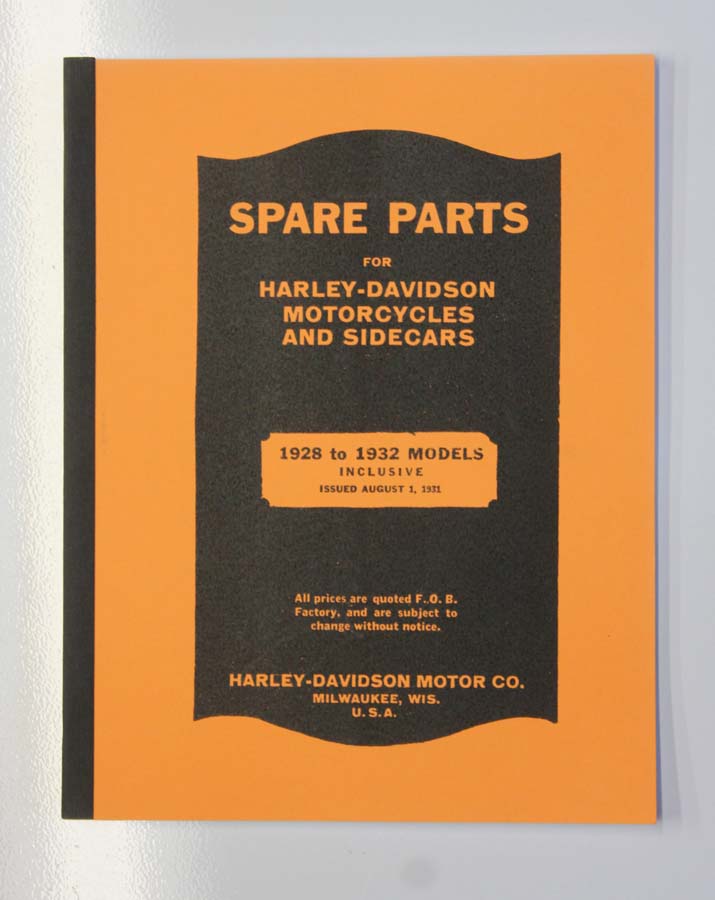 SPARE PARTS
FOR
HARLEY-DAVIDSON
MOTORCYCLES
AND SIDECARS
1928 to 1932 MODELS
INCLUSIVE
ISSUED AUGUST 1, 1931
All prices are quoted F.O.B.
Factory, and are subject to
change without notice.
HARLEY-DAVIDSON MOTOR CO.
MILWAUKEE, WIS.
U.S.A.